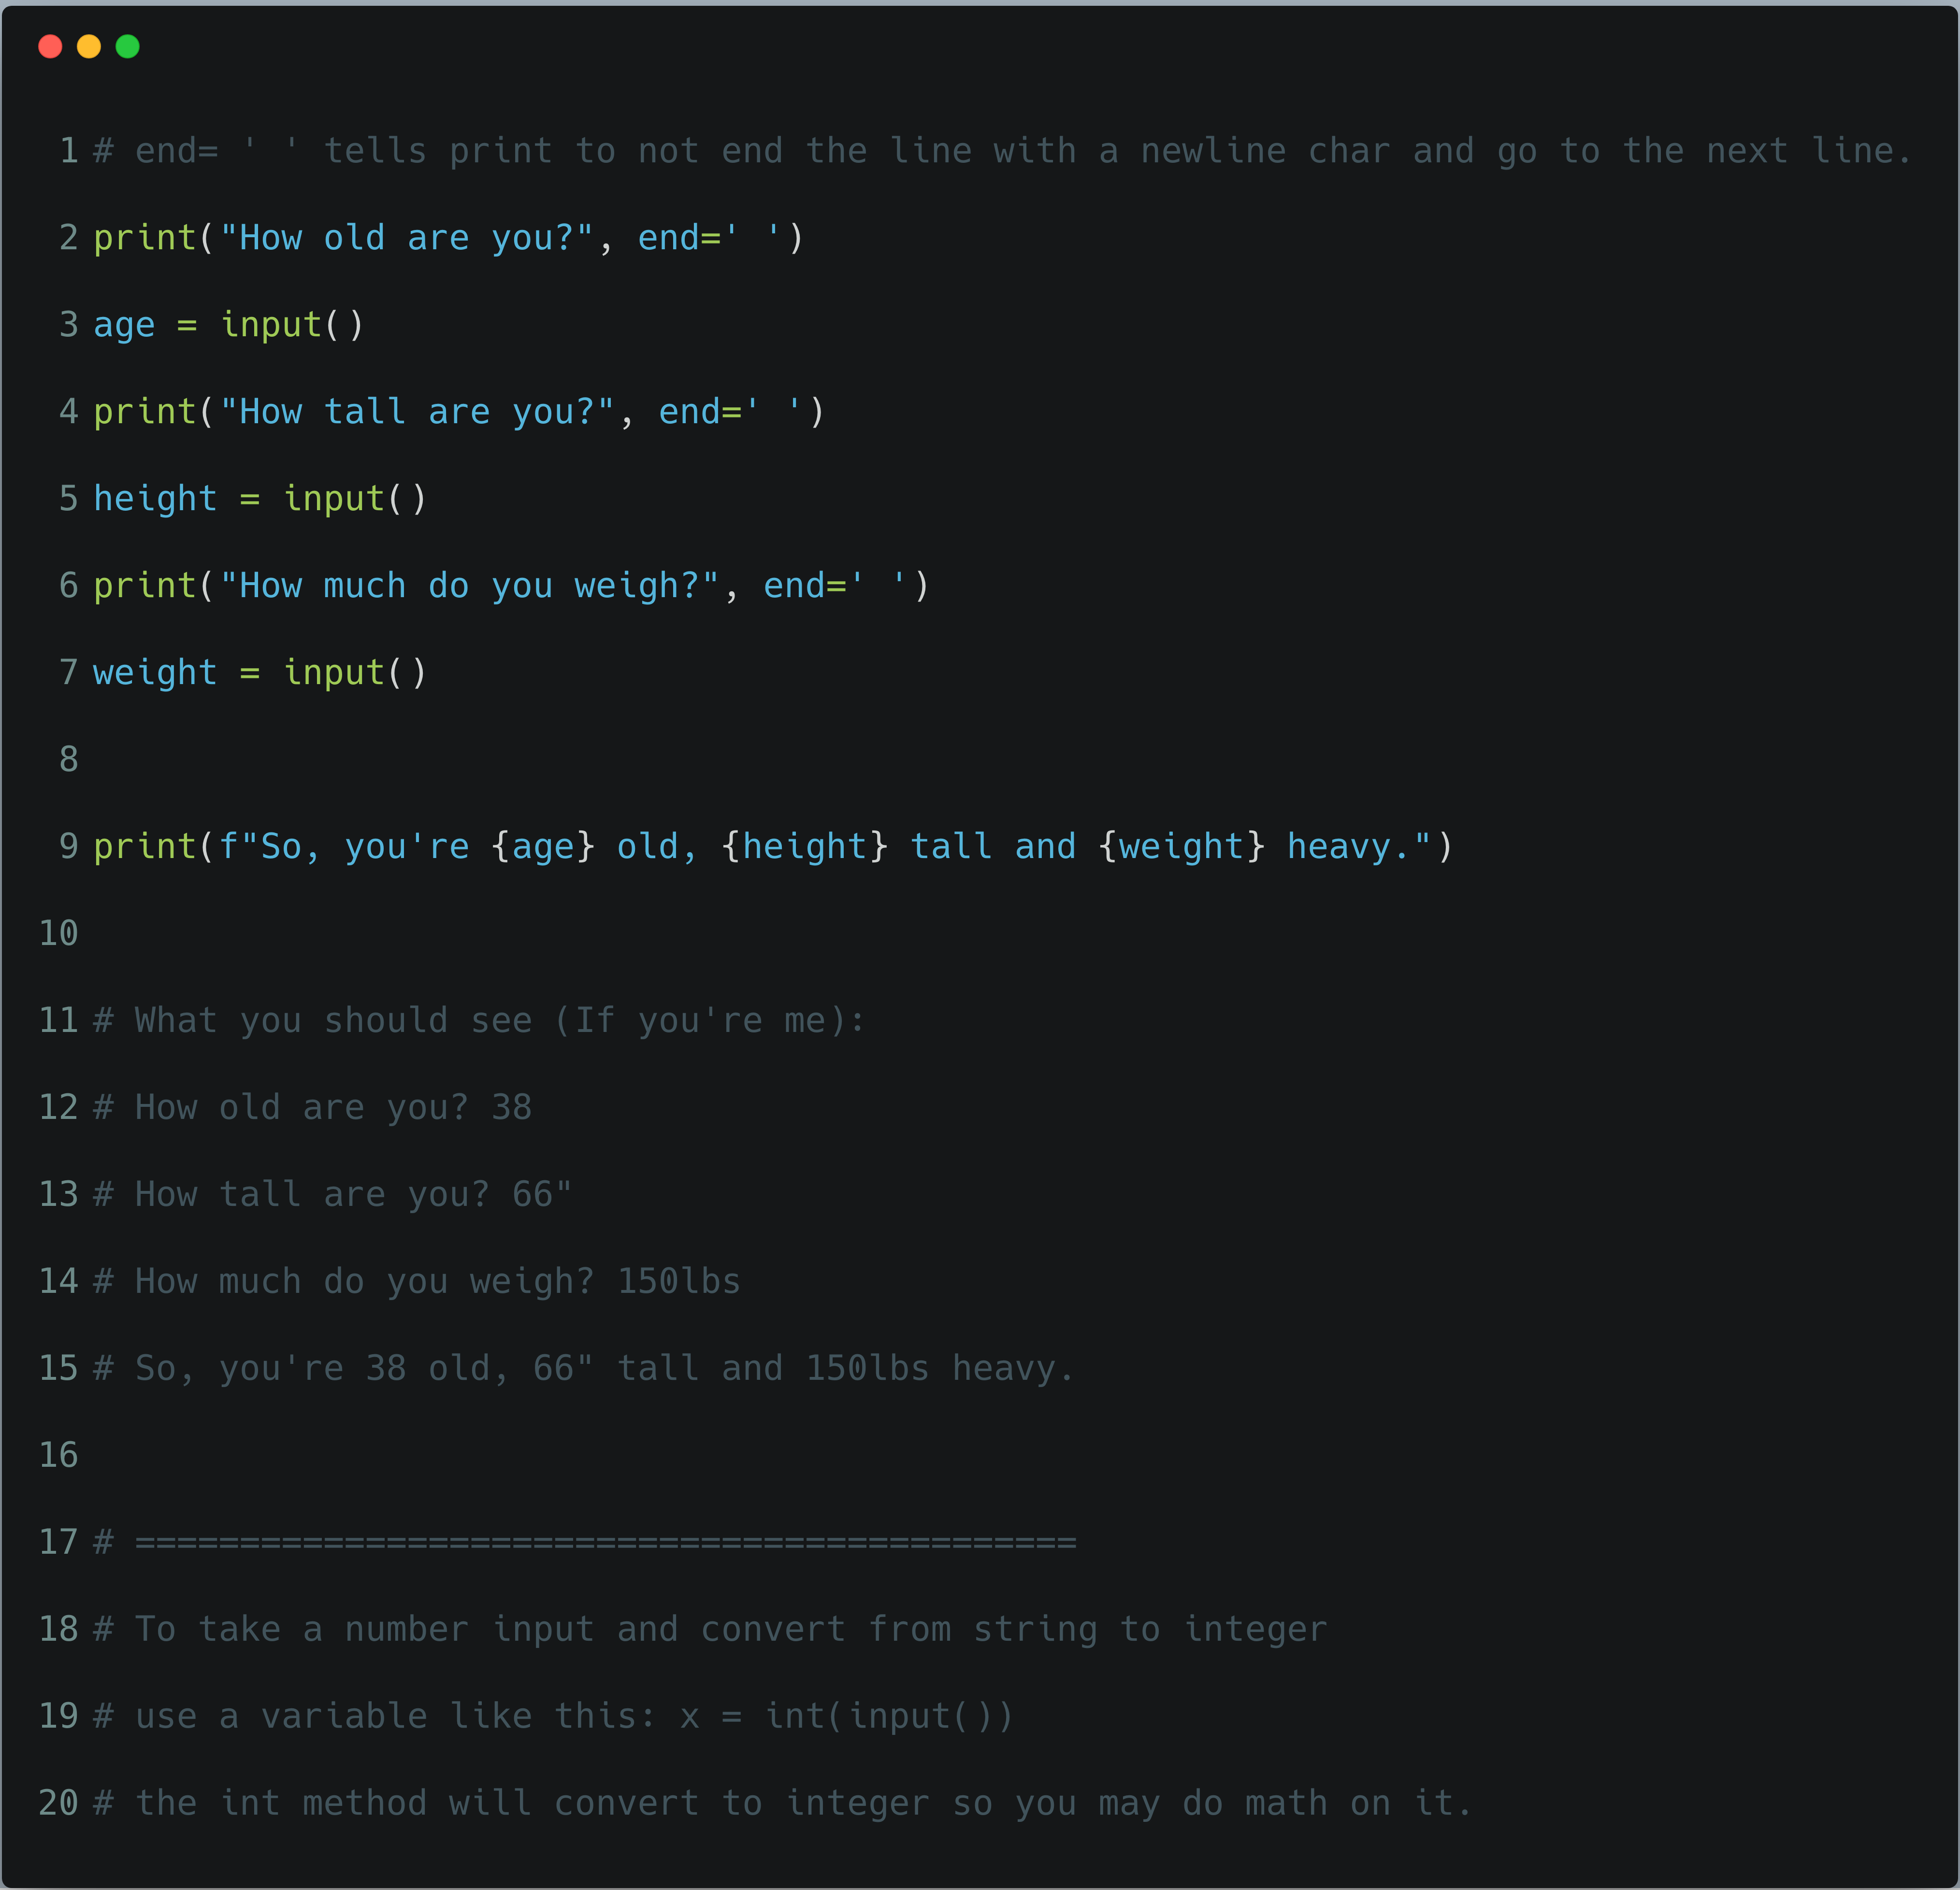 1 # end= ' ' tells print to not end the line with a newline char and go to the next line.
2 print("How old are you?", end=' ')
3 age = input()
4 print("How tall are you?", end=' ')
5 height = input()
6 print("How much do you weigh?", end=' ')
7 weight = input()
8
9 print(f"So, you're {age} old, {height} tall and {weight} heavy.")
10
11 # What you should see (If you're me):
12 # How old are you? 38
13 # How tall are you? 66"
14 # How much do you weigh? 150lbs
15 # So, you're 38 old, 66" tall and 150lbs heavy.
16
17 # =============================================
18 # To take a number input and convert from string to integer
19 # use a variable like this: x = int(input())
20 # the int method will convert to integer so you may do math on it.